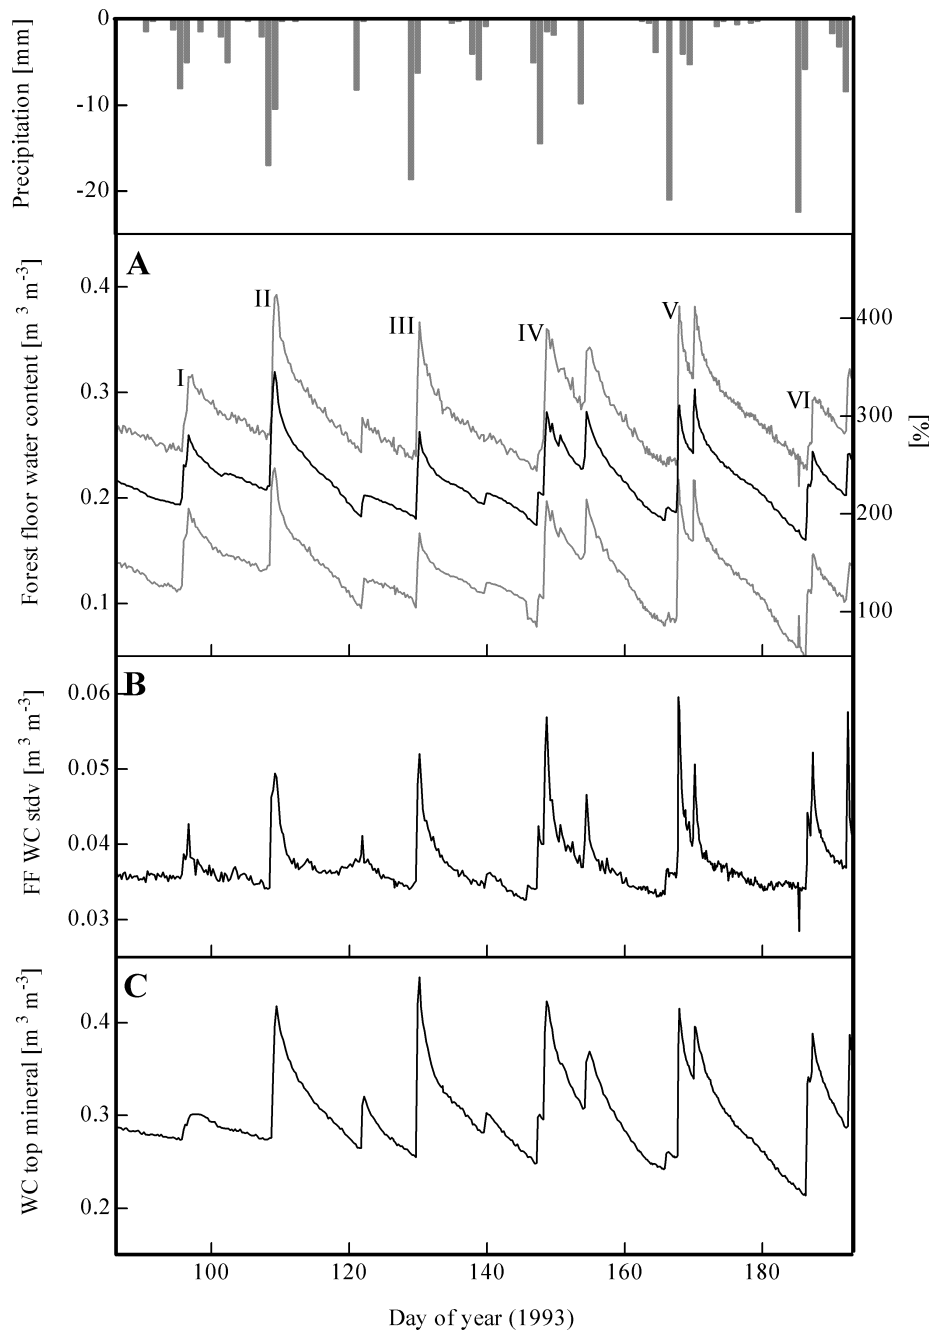 0
-10
-20
Precipitation [mm]
A
0.4
0.3
0.2
0.1
Forest floor water content [m 3 m-3]
I
II
III
IV
V
VI
400
300
200
100
[%]
B
0.06
0.05
0.04
0.03
FF WC stdv [m 3 m-3]
C
0.4
0.3
0.2
WC top mineral [m 3 m-3]
100 120 140 160 180
Day of year (1993)